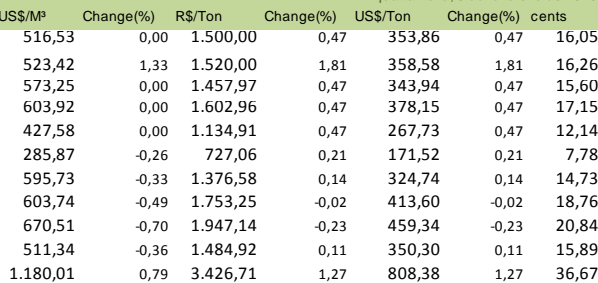 US$/M³ Change(%) R$/Ton Change(%) US$/Ton Change(%) cents
516,53 0,00 1.500,00 0,47 353,86 0,47 16,05
523,42 1,33 1.520,00 1,81 358,58 1,81 16,26
573,25 0,00 1.457,97 0,47 343,94 0,47 15,60
603,92 0,00 1.602,96 0,47 378,15 0,47 17,15
427,58 0,00 1.134,91 0,47 267,73 0,47 12,14
285,87 -0,26 727,06 0,21 171,52 0,21 7,78
595,73 -0,33 1.376,58 0,14 324,74 0,14 14,73
603,74 -0,49 1.753,25 -0,02 413,60 -0,02 18,76
670,51 -0,70 1.947,14 -0,23 459,34 -0,23 20,84
511,34 -0,36 1.484,92 0,11 350,30 0,11 15,89
1.180,01 0,79 3.426,71 1,27 808,38 1,27 36,67